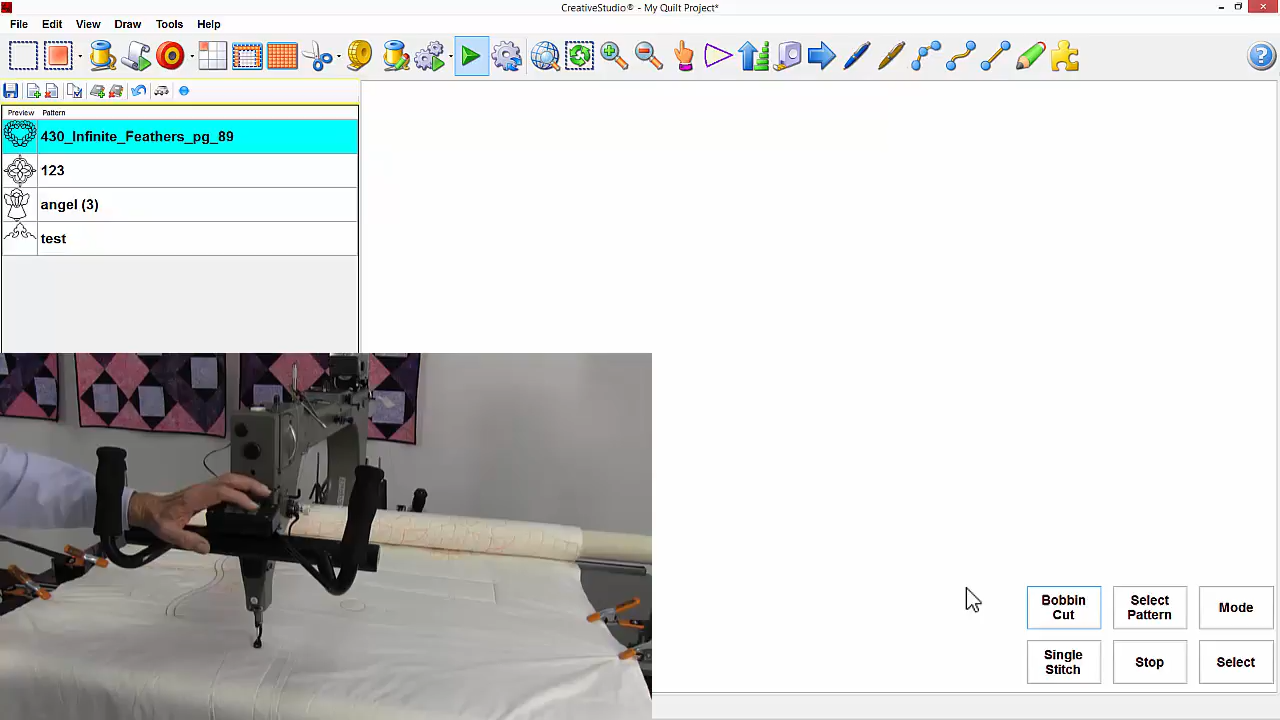 CreativeStudio® - My Quilt Project*
File Edit View Draw Tools Help
Preview Pattern
430_Infinite_Feathers_pg_89
123
angel (3)
test
Bobbin Cut
Select Pattern
Mode
Single Stitch
Stop
Select